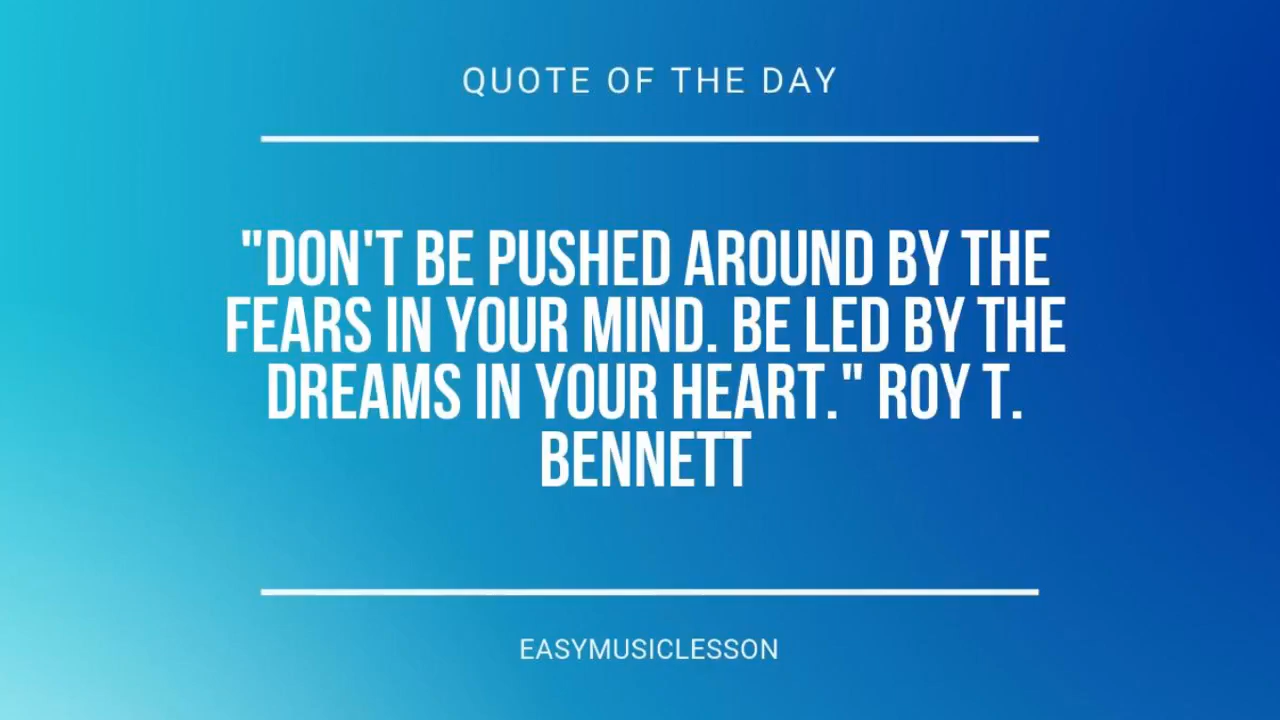 QUOTE OF THE DAY
"DON'T BE PUSHED AROUND BY THE
FEARS IN YOUR MIND. BE LED BY THE
DREAMS IN YOUR HEART." ROY T.
BENNETT
EASYMUSICLESSON